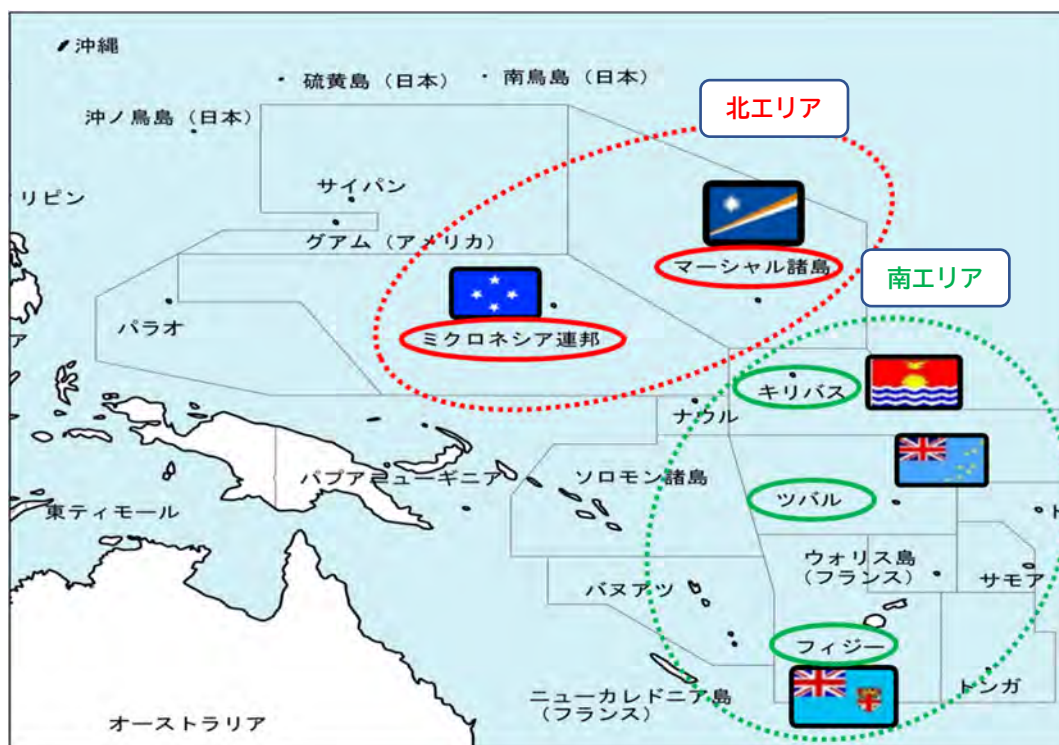 沖縄
硫黄島（日本）
南鳥島（日本）
北エリア
沖ノ鳥島（日本）
サイパン
リピン
グアム（アメリカ）
マーシャル諸島
南エリア
パラオ
ア
ミクロネシア連邦
キリバス
ナウル
パプアニューギニア
ソロモン諸島
ツバル
東ティモール
ト
ウォリス島
（フランス）
サモア
バヌアツ
フィジー
トンガ
ニューカレドニア島
（フランス）
オーストラリア